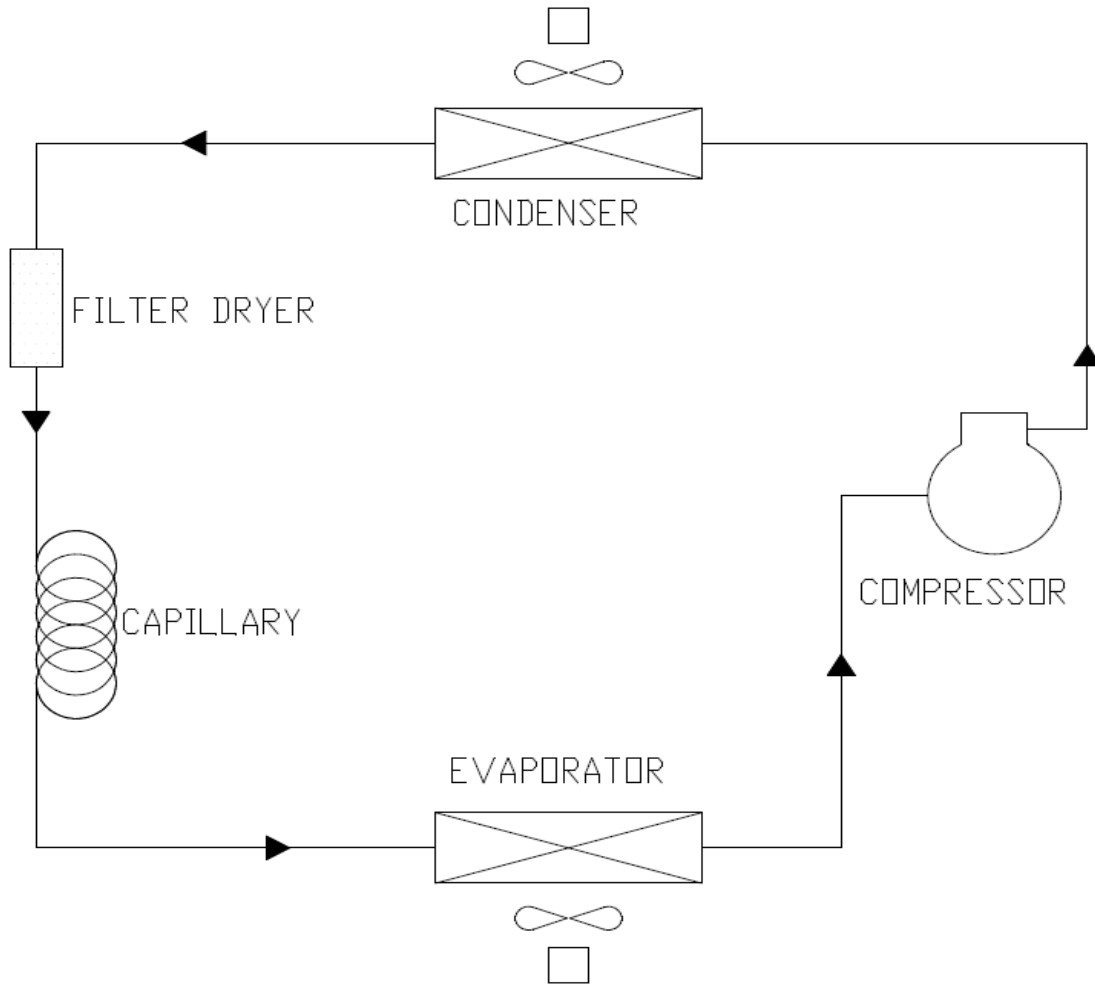 CONDENSER
FILTER DRYER
COMPRESSOR
CAPILLARY
EVAPORATOR